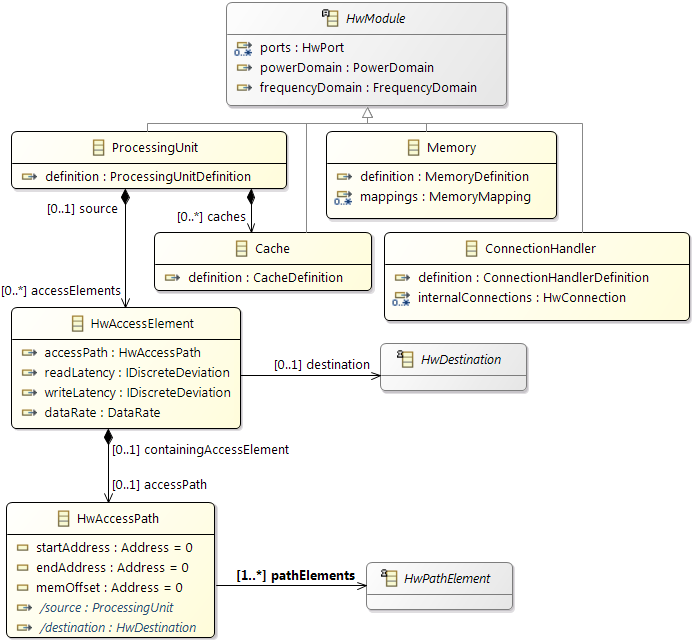 HwModule
0..* ports : HwPort
powerDomain : PowerDomain
frequencyDomain : FrequencyDomain
ProcessingUnit
definition : ProcessingUnitDefinition
Memory
definition : MemoryDefinition
0..* mappings : MemoryMapping
[0..1] source
[0..*] caches
Cache
definition : CacheDefinition
ConnectionHandler
definition : ConnectionHandlerDefinition
0..* internalConnections : HwConnection
[0..*] accessElements
HwAccessElement
accessPath : HwAccessPath
readLatency : IDiscreteDeviation
writeLatency : IDiscreteDeviation
dataRate : DataRate
[0..1] destination
HwDestination
[0..1] containingAccessElement
[0..1] accessPath
HwAccessPath
startAddress : Address = 0
endAddress : Address = 0
memOffset : Address = 0
/source : ProcessingUnit
/destination : HwDestination
[1..*] pathElements
HwPathElement